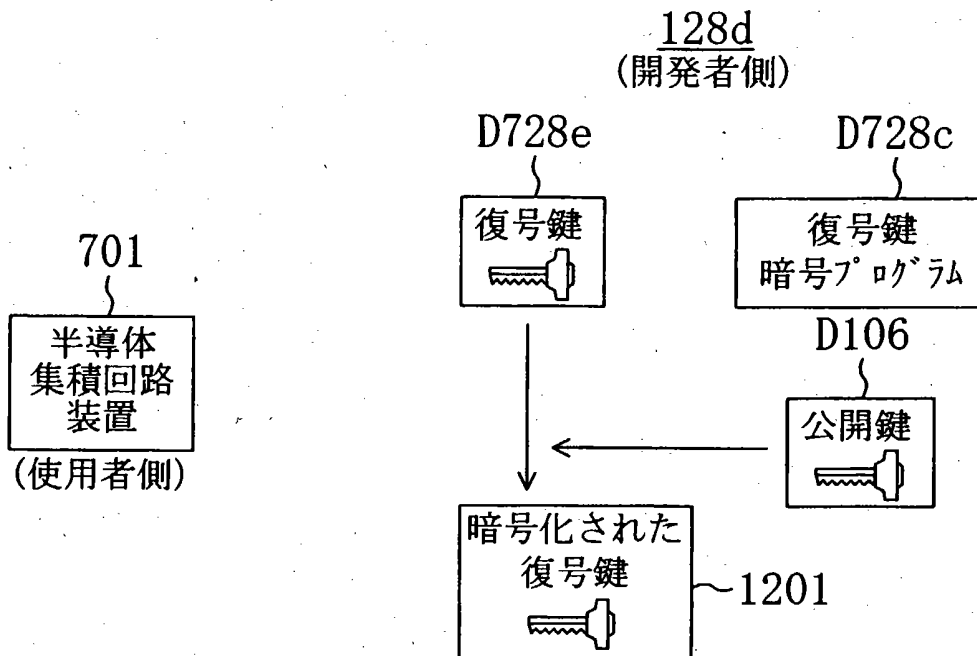 128d
(開発者側)
D728e
D728c
復号鍵
復号鍵
暗号ﾌﾟﾛｸﾞﾗﾑ
701
半導体
集積回路
装置
(使用者側)
D106
公開鍵
暗号化された
復号鍵
1201